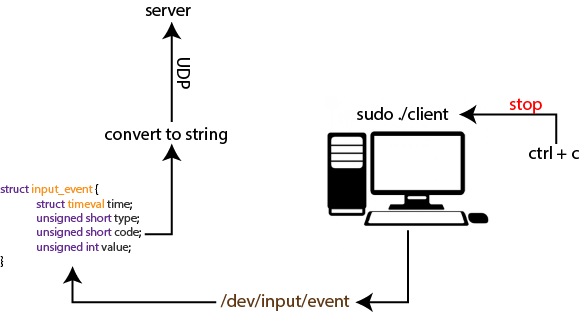 server
UDP
convert to string
sudo ./client
stop
ctrl + c
struct input_event {
struct timeval time;
unsigned short type;
unsigned short code;
unsigned int value;
}
/dev/input/event